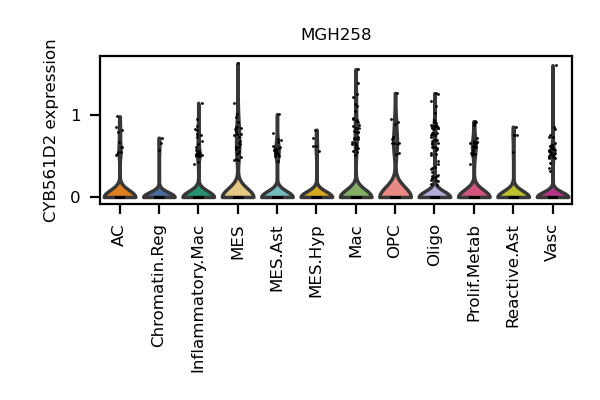 MGH258
CYB561D2 expression
1
0
AC
Chromatin.Reg
Inflammatory.Mac
MES
MES.Ast
MES.Hyp
Mac
OPC
Oligo
Prolif.Metab
Reactive.Ast
Vasc